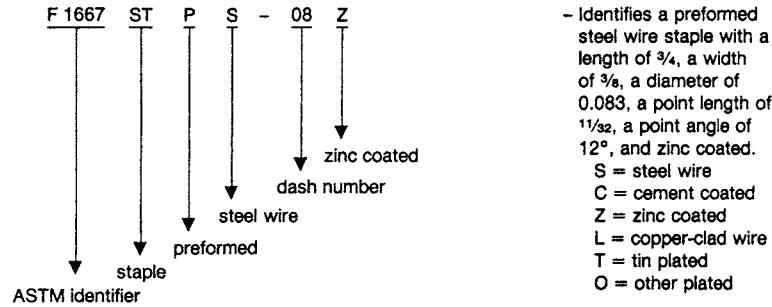 F 1667 ST P S - 08 Z
zinc coated
dash number
steel wire
preformed
staple
ASTM identifier
– Identifies a preformed
steel wire staple with a
length of 3/4, a width
of 3/8, a diameter of
0.083, a point length of
11/32, a point angle of
12°, and zinc coated.
S = steel wire
C = cement coated
Z = zinc coated
L = copper-clad wire
T = tin plated
O = other plated